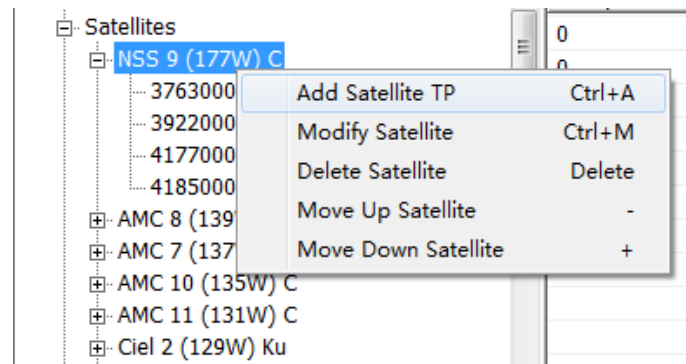 Satellites
0
NSS 9 (177W) C
3763000
Add Satellite TP Ctrl+A
3922000
Modify Satellite Ctrl+M
4177000
Delete Satellite Delete
4185000
Move Up Satellite -
AMC 8 (139
AMC 7 (137
Move Down Satellite +
AMC 10 (135W) C
AMC 11 (131W) C
Ciel 2 (129W) Ku